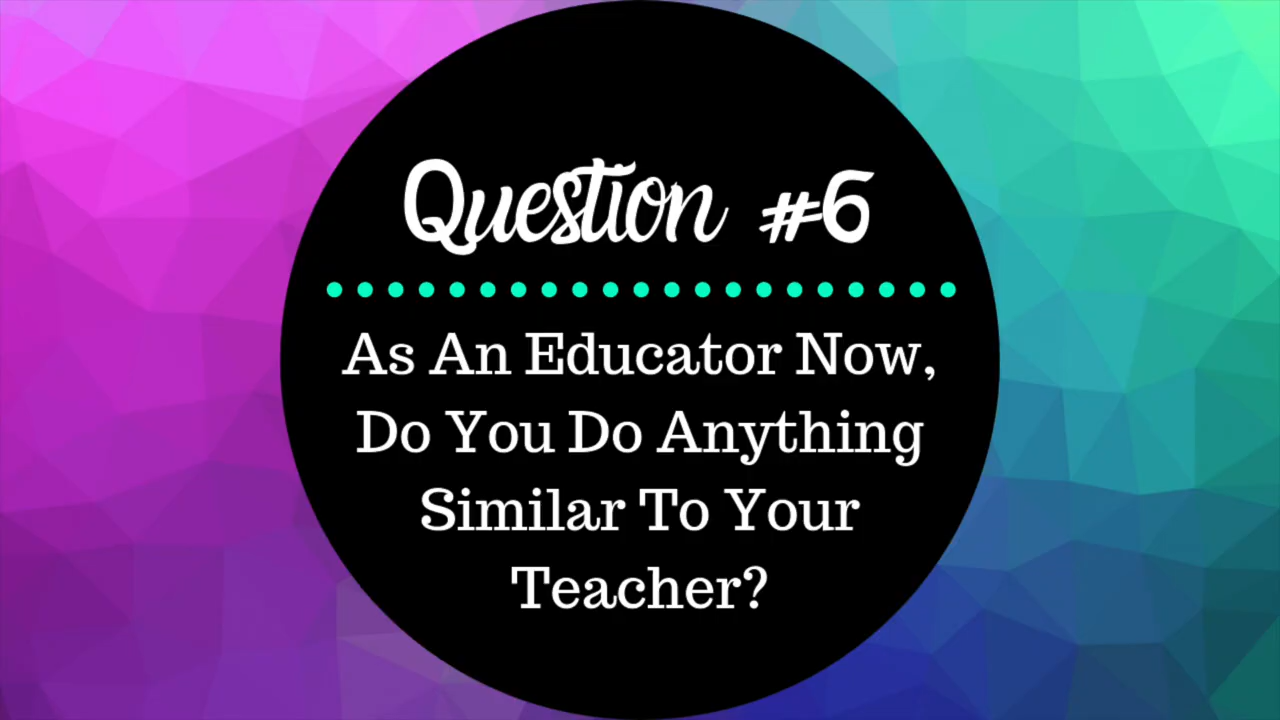 Question #6
As An Educator Now,
Do You Do Anything
Similar To Your
Teacher?